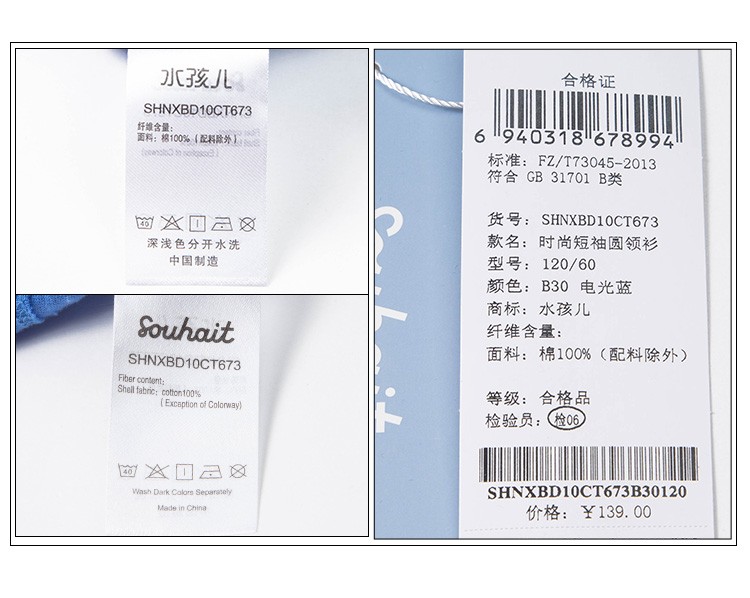 水孩儿
SHNXBD10CT673
纤维含量:
面料: 棉100% (配料除外)
40
深浅色分开水洗
中国制造
Souhait
SHNXBD10CT673
Fiber content:
Shell fabric: cotton100%
( Exception of Colorway)
40
Wash Dark Colors Separately
Made in China
Souhait
合格证
6 940318 678994
标准: FZ/T73045-2013
符合 GB 31701 B类
货号: SHNXBD10CT673
款名: 时尚短袖圆领衫
型号: 120/60
颜色: B30 电光蓝
商标: 水孩儿
纤维含量:
面料: 棉100%（配料除外）
等级: 合格品
检验员: 检06
SHNXBD10CT673B30120
价格: ¥139.00